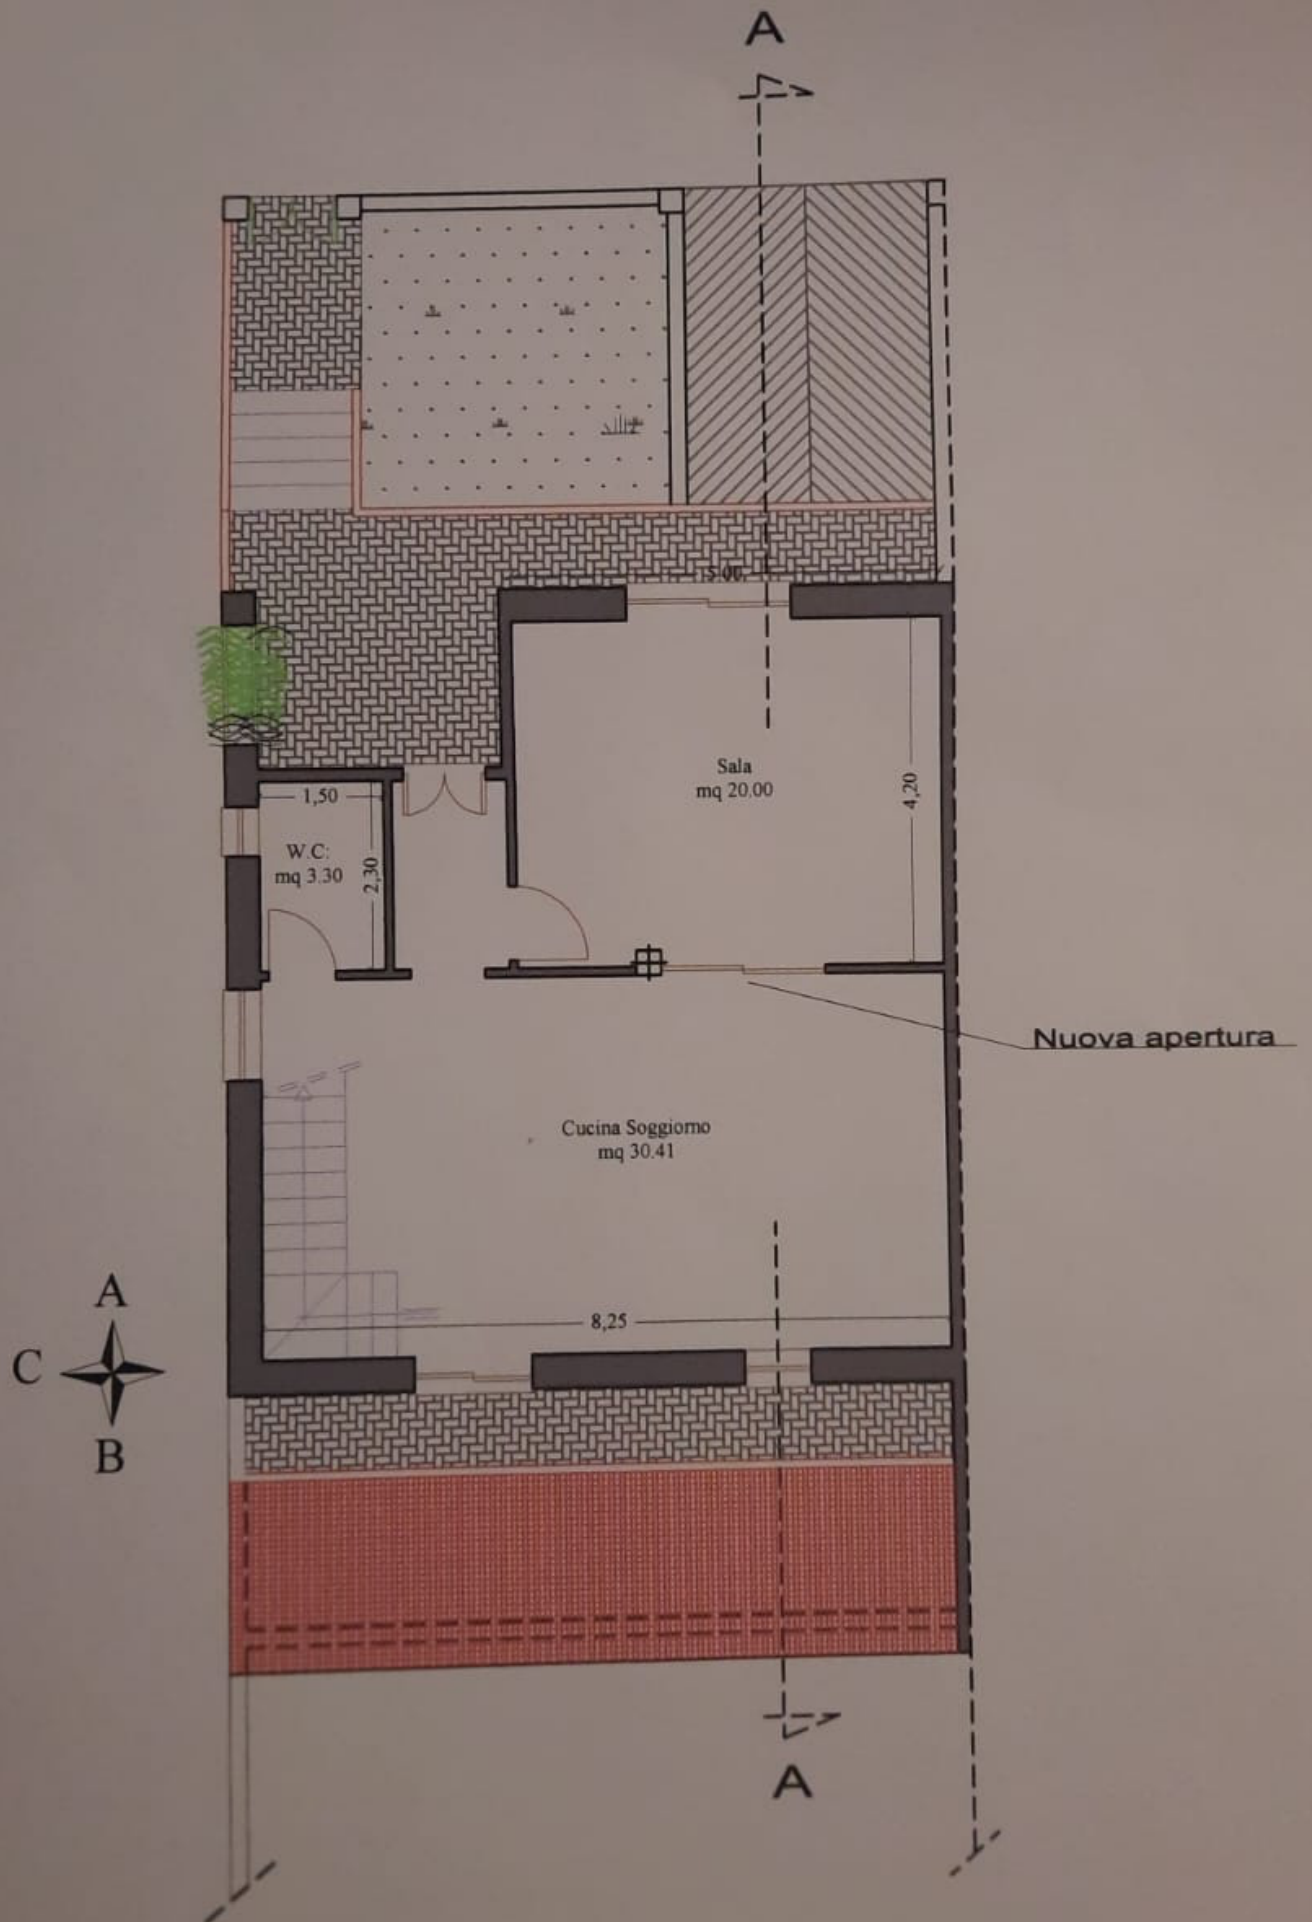 A
5.00
Sala
mq 20.00
4,20
1,50
W.C:
mq 3.30
2,30
Nuova apertura
Cucina Soggiorno
mq 30.41
8,25
A
C
B
A